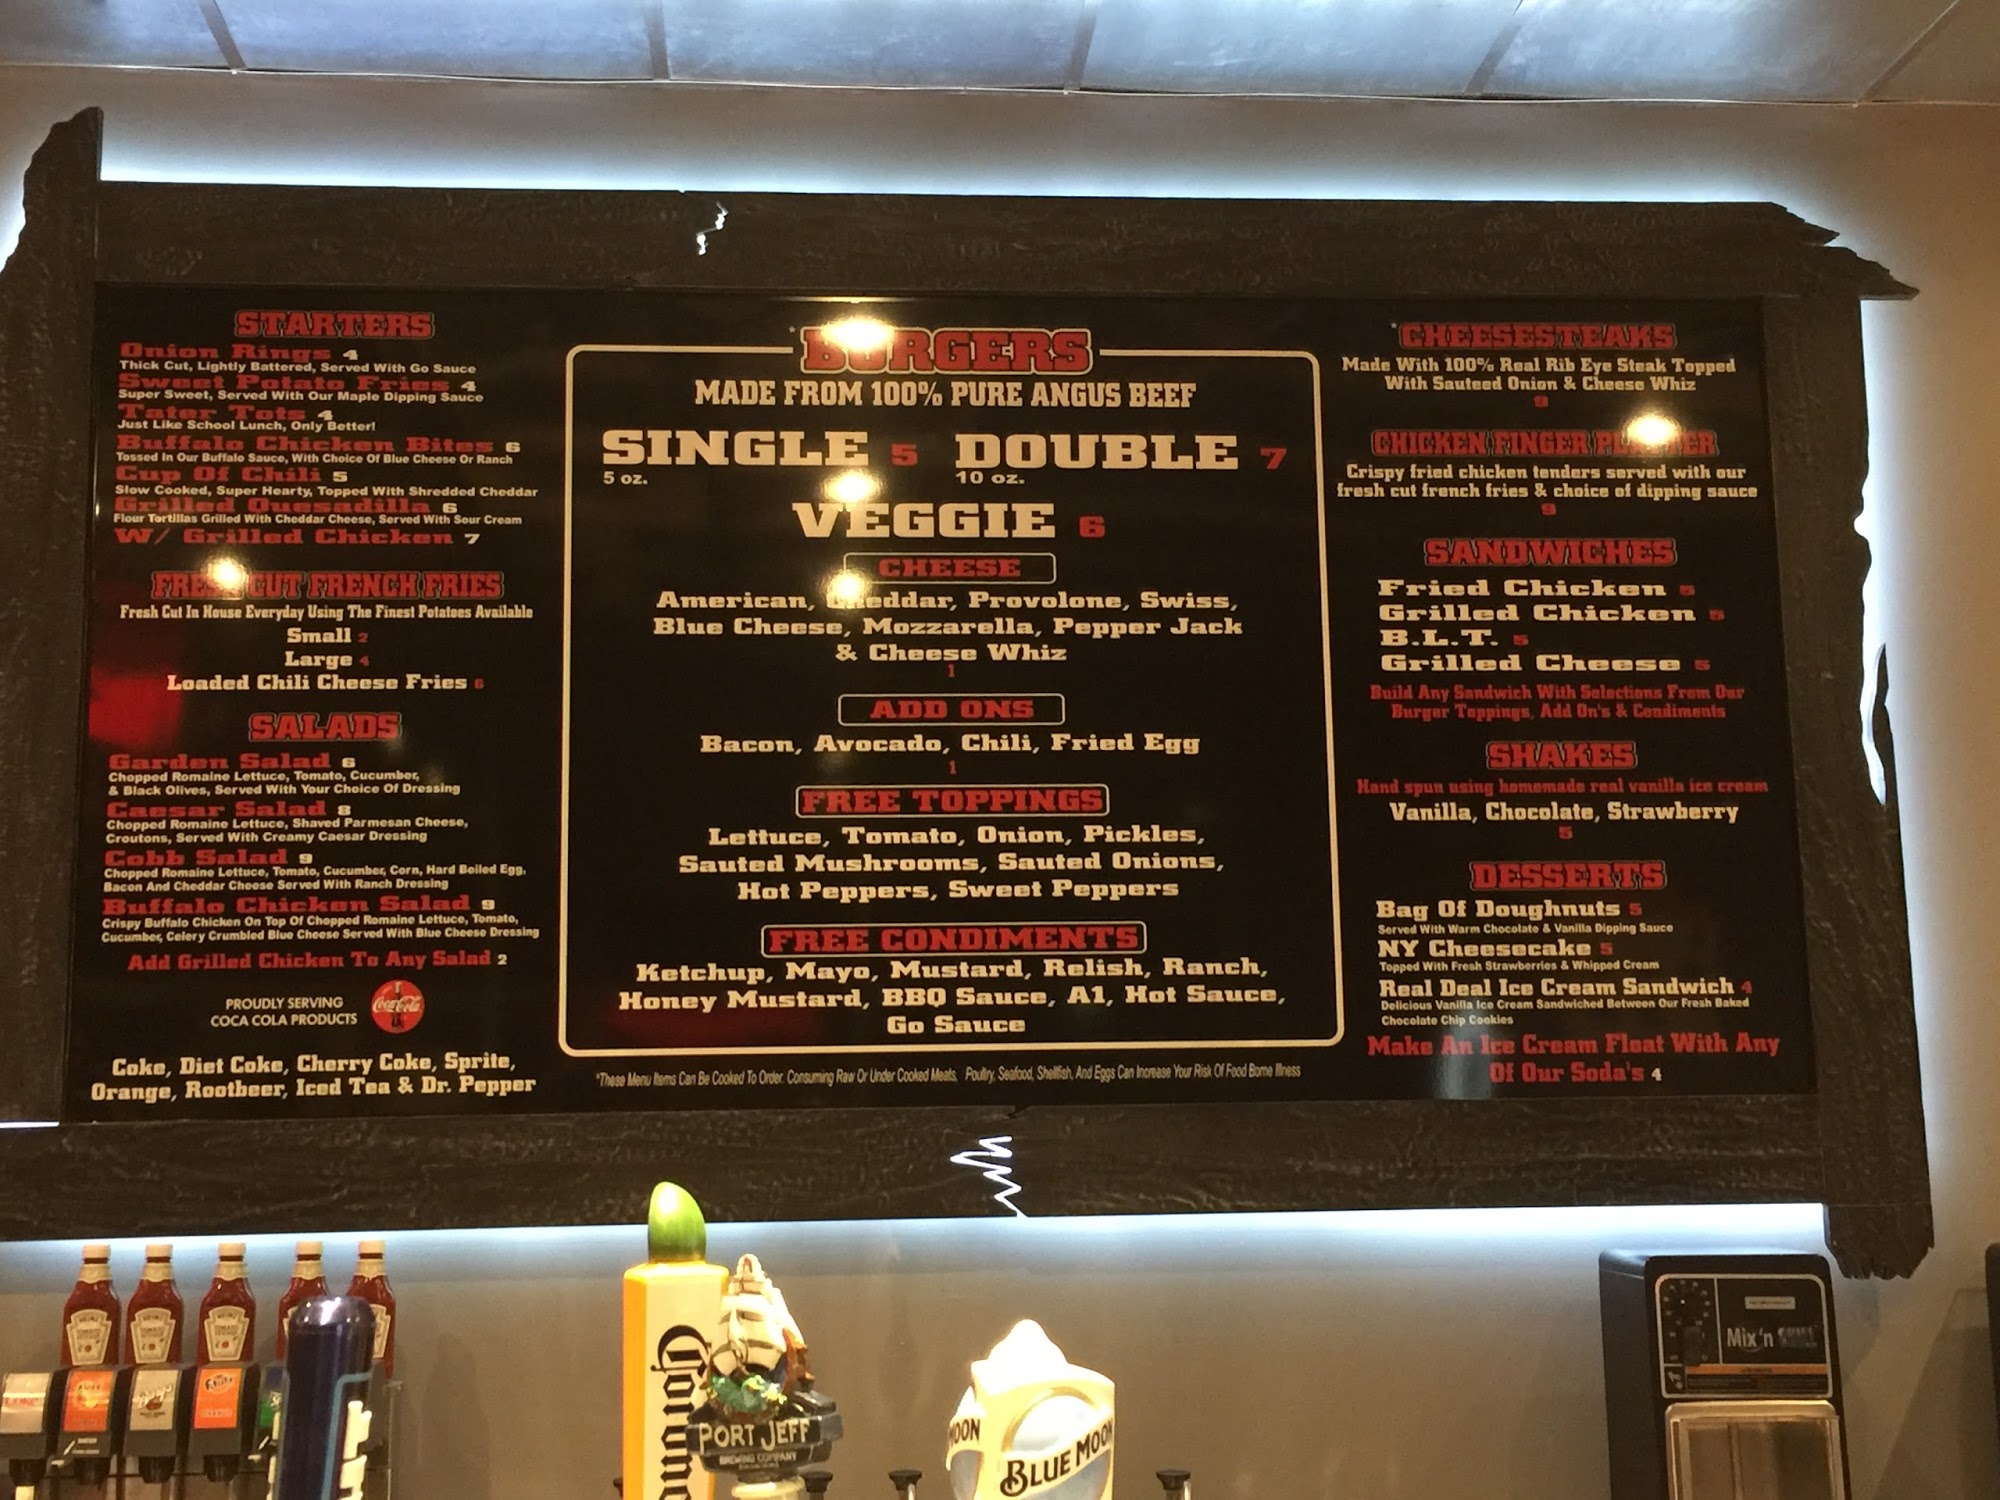 STARTERS
Onion Rings 4
Thick Cut, Lightly Battered, Served With Go Sauce
Sweet Potato Fries 4
Super Sweet, Served With Our Maple Dipping Sauce
Tater Tots 4
Just Like School Lunch, Only Better!
Buffalo Chicken Bites 6
Tossed In Our Buffalo Sauce, With Choice Of Blue Cheese Or Ranch
Cup Of Chili 5
Slow Cooked, Super Hearty, Topped With Shredded Cheddar
Grilled Quesadilla 6
Flour Tortillas Grilled With Cheddar Cheese, Served With Sour Cream
W/ Grilled Chicken 7
FRESH CUT FRENCH FRIES
Fresh Cut In House Everyday Using The Finest Potatoes Available
Small 2
Large 4
Loaded Chili Cheese Fries 6
SALADS
Garden Salad 6
Chopped Romaine Lettuce, Tomato, Cucumber,
& Black Olives, Served With Your Choice Of Dressing
Caesar Salad 8
Chopped Romaine Lettuce, Shaved Parmesan Cheese,
Croutons, Served With Creamy Caesar Dressing
Cobb Salad 9
Chopped Romaine Lettuce, Tomato, Cucumber, Corn, Hard Boiled Egg,
Bacon And Cheddar Cheese Served With Ranch Dressing
Buffalo Chicken Salad 9
Crispy Buffalo Chicken On Top Of Chopped Romaine Lettuce, Tomato,
Cucumber, Celery Crumbled Blue Cheese Served With Blue Cheese Dressing
Add Grilled Chicken To Any Salad 2
PROUDLY SERVING
COCA COLA PRODUCTS
Coca-Cola
Coke, Diet Coke, Cherry Coke, Sprite,
Orange, Rootbeer, Iced Tea & Dr. Pepper
*BURGERS
MADE FROM 100% PURE ANGUS BEEF
SINGLE 5 DOUBLE 7
5 oz. 10 oz.
VEGGIE 6
CHEESE
American, Cheddar, Provolone, Swiss,
Blue Cheese, Mozzarella, Pepper Jack
& Cheese Whiz
1
ADD ONS
Bacon, Avocado, Chili, Fried Egg
1
FREE TOPPINGS
Lettuce, Tomato, Onion, Pickles,
Sauted Mushrooms, Sauted Onions,
Hot Peppers, Sweet Peppers
FREE CONDIMENTS
Ketchup, Mayo, Mustard, Relish, Ranch,
Honey Mustard, BBQ Sauce, A1, Hot Sauce,
Go Sauce
*These Menu Items Can Be Cooked To Order. Consuming Raw Or Under Cooked Meats, Poultry, Seafood, Shellfish, And Eggs Can Increase Your Risk Of Food Borne Illness
*CHEESESTEAKS
Made With 100% Real Rib Eye Steak Topped
With Sauteed Onion & Cheese Whiz
9
CHICKEN FINGER PLATTER
Crispy fried chicken tenders served with our
fresh cut french fries & choice of dipping sauce
9
SANDWICHES
Fried Chicken 5
Grilled Chicken 5
B.L.T. 5
Grilled Cheese 5
Build Any Sandwich With Selections From Our
Burger Toppings, Add On's & Condiments
SHAKES
Hand spun using homemade real vanilla ice cream
Vanilla, Chocolate, Strawberry
5
DESSERTS
Bag Of Doughnuts 5
Served With Warm Chocolate & Vanilla Dipping Sauce
NY Cheesecake 5
Topped With Fresh Strawberries & Whipped Cream
Real Deal Ice Cream Sandwich 4
Delicious Vanilla Ice Cream Sandwiched Between Our Fresh Baked
Chocolate Chip Cookies
Make An Ice Cream Float With Any
Of Our Soda's 4
HEINZ
TOMATO
KETCHUP
HEINZ
TOMATO
KETCHUP
HEINZ
TOMATO
KETCHUP
Corona
PORT JEFF
BREWING COMPANY
MOON
BLUE MOON
Mix'n